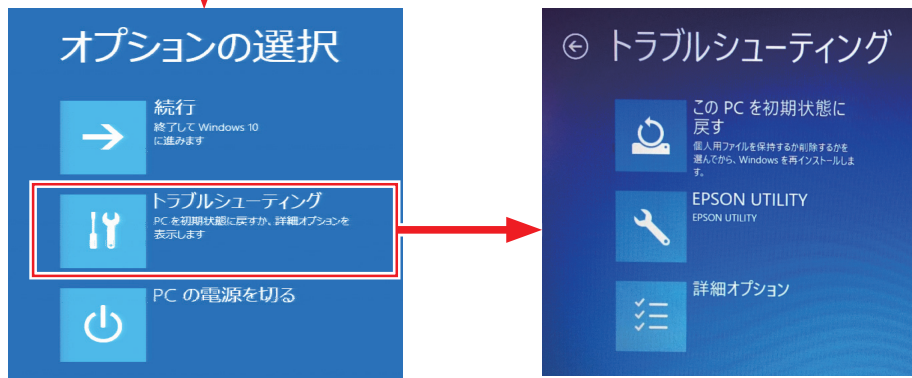 オプションの選択
続行
終了して Windows 10
に進みます
トラブルシューティング
PC を初期状態に戻すか、詳細オプションを
表示します
PC の電源を切る
トラブルシューティング
この PC を初期状態に
戻す
個人用ファイルを保持するか削除するかを
選んでから、Windows を再インストールしま
す。
EPSON UTILITY
EPSON UTILITY
詳細オプション